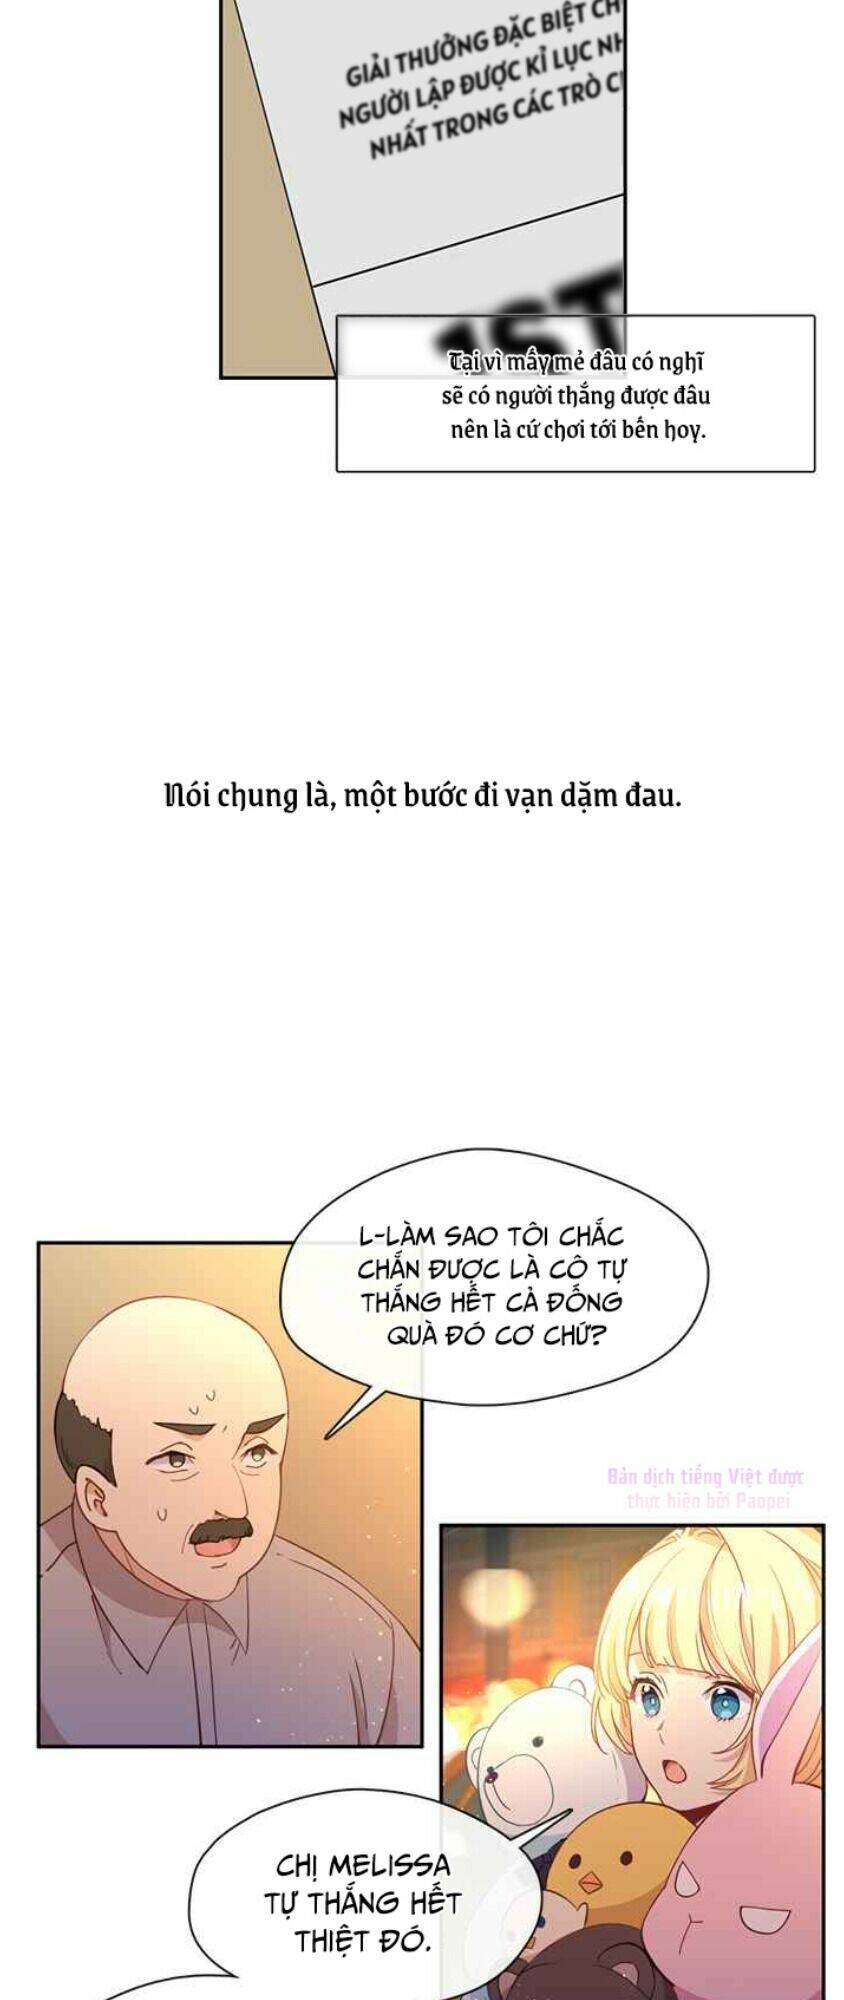 GIẢI THƯỞNG ĐẶC BIỆT CH
NGƯỜI LẬP ĐƯỢC KỈ LỤC NH
NHẤT TRONG CÁC TRÒ C
1ST
Tại vì mấy mẻ đâu có nghĩ
sẽ có người thắng được đâu
nên là cứ chơi tới bến hoy.
Nói chung là, một bước đi vạn dặm đau.
L-LÀM SAO TÔI CHẮC
CHẮN ĐƯỢC LÀ CÔ TỰ
THẮNG HẾT CẢ ĐỐNG
QUÀ ĐÓ CƠ CHỨ?
Bản dịch tiếng Việt được
thực hiện bởi Paopei
CHỊ MELISSA
TỰ THẮNG HẾT
THIỆT ĐÓ.